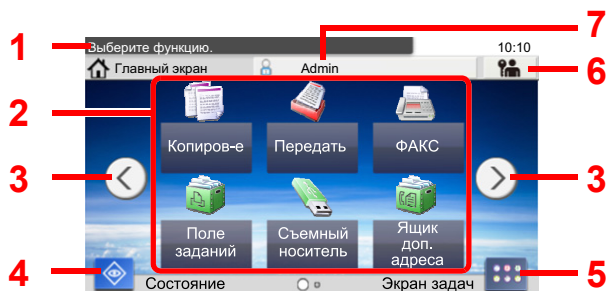 7
1
Выберите функцию.
10:10
Главный экран
Admin
6
2
Копиров-е
Передать
ФАКС
3
3
Поле
заданий
Съемный
носитель
Ящик
доп.
адреса
4
Состояние
Экран задач
5